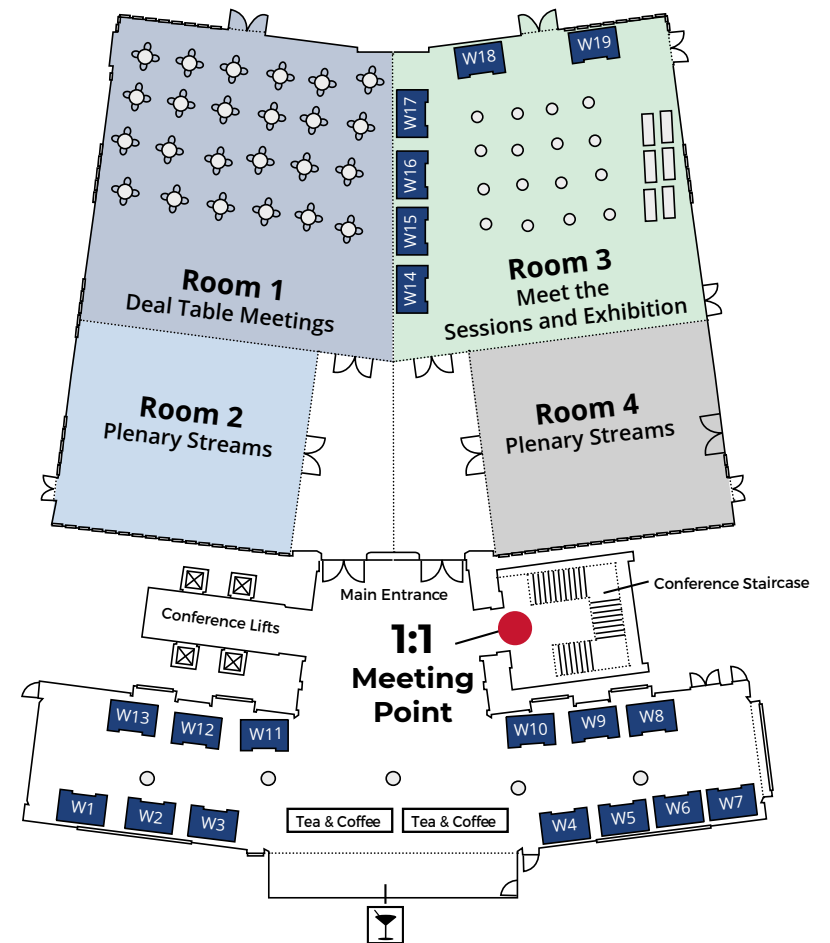 W18
W19
W17
W16
W15
W14
Room 1
Deal Table Meetings
Room 3
Meet the
Sessions and Exhibition
Room 2
Plenary Streams
Room 4
Plenary Streams
Main Entrance
Conference Staircase
Conference Lifts
1:1
Meeting
Point
W13
W12
W11
W10
W9
W8
W1
W2
W3
Tea & Coffee
Tea & Coffee
W4
W5
W6
W7